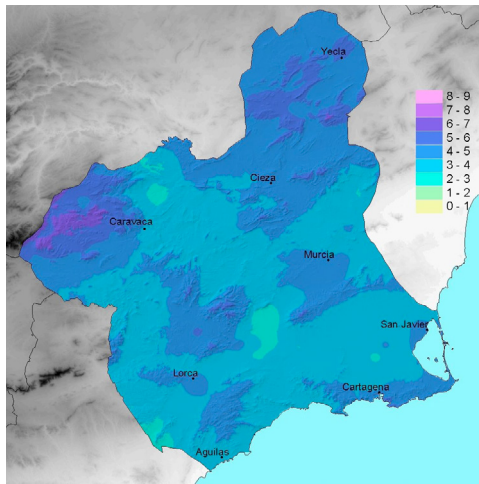 Yecla
8 - 9
7 - 8
6 - 7
5 - 6
4 - 5
3 - 4
2 - 3
1 - 2
0 - 1
Cieza
Caravaca
Murcia
San Javier
Lorca
Cartagena
Aguilas